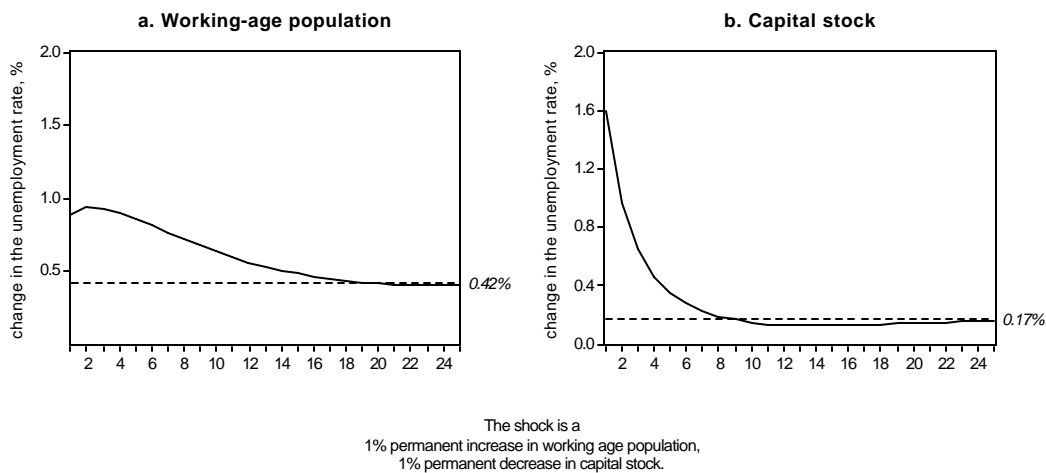 a. Working-age population
change in the unemployment rate, %
2.0
1.5
1.0
0.5
0.42%
2 4 6 8 10 12 14 16 18 20 22 24
b. Capital stock
change in the unemployment rate, %
2.0
1.6
1.2
0.8
0.4
0.0
0.17%
2 4 6 8 10 12 14 16 18 20 22 24
The shock is a
1% permanent increase in working age population,
1% permanent decrease in capital stock.